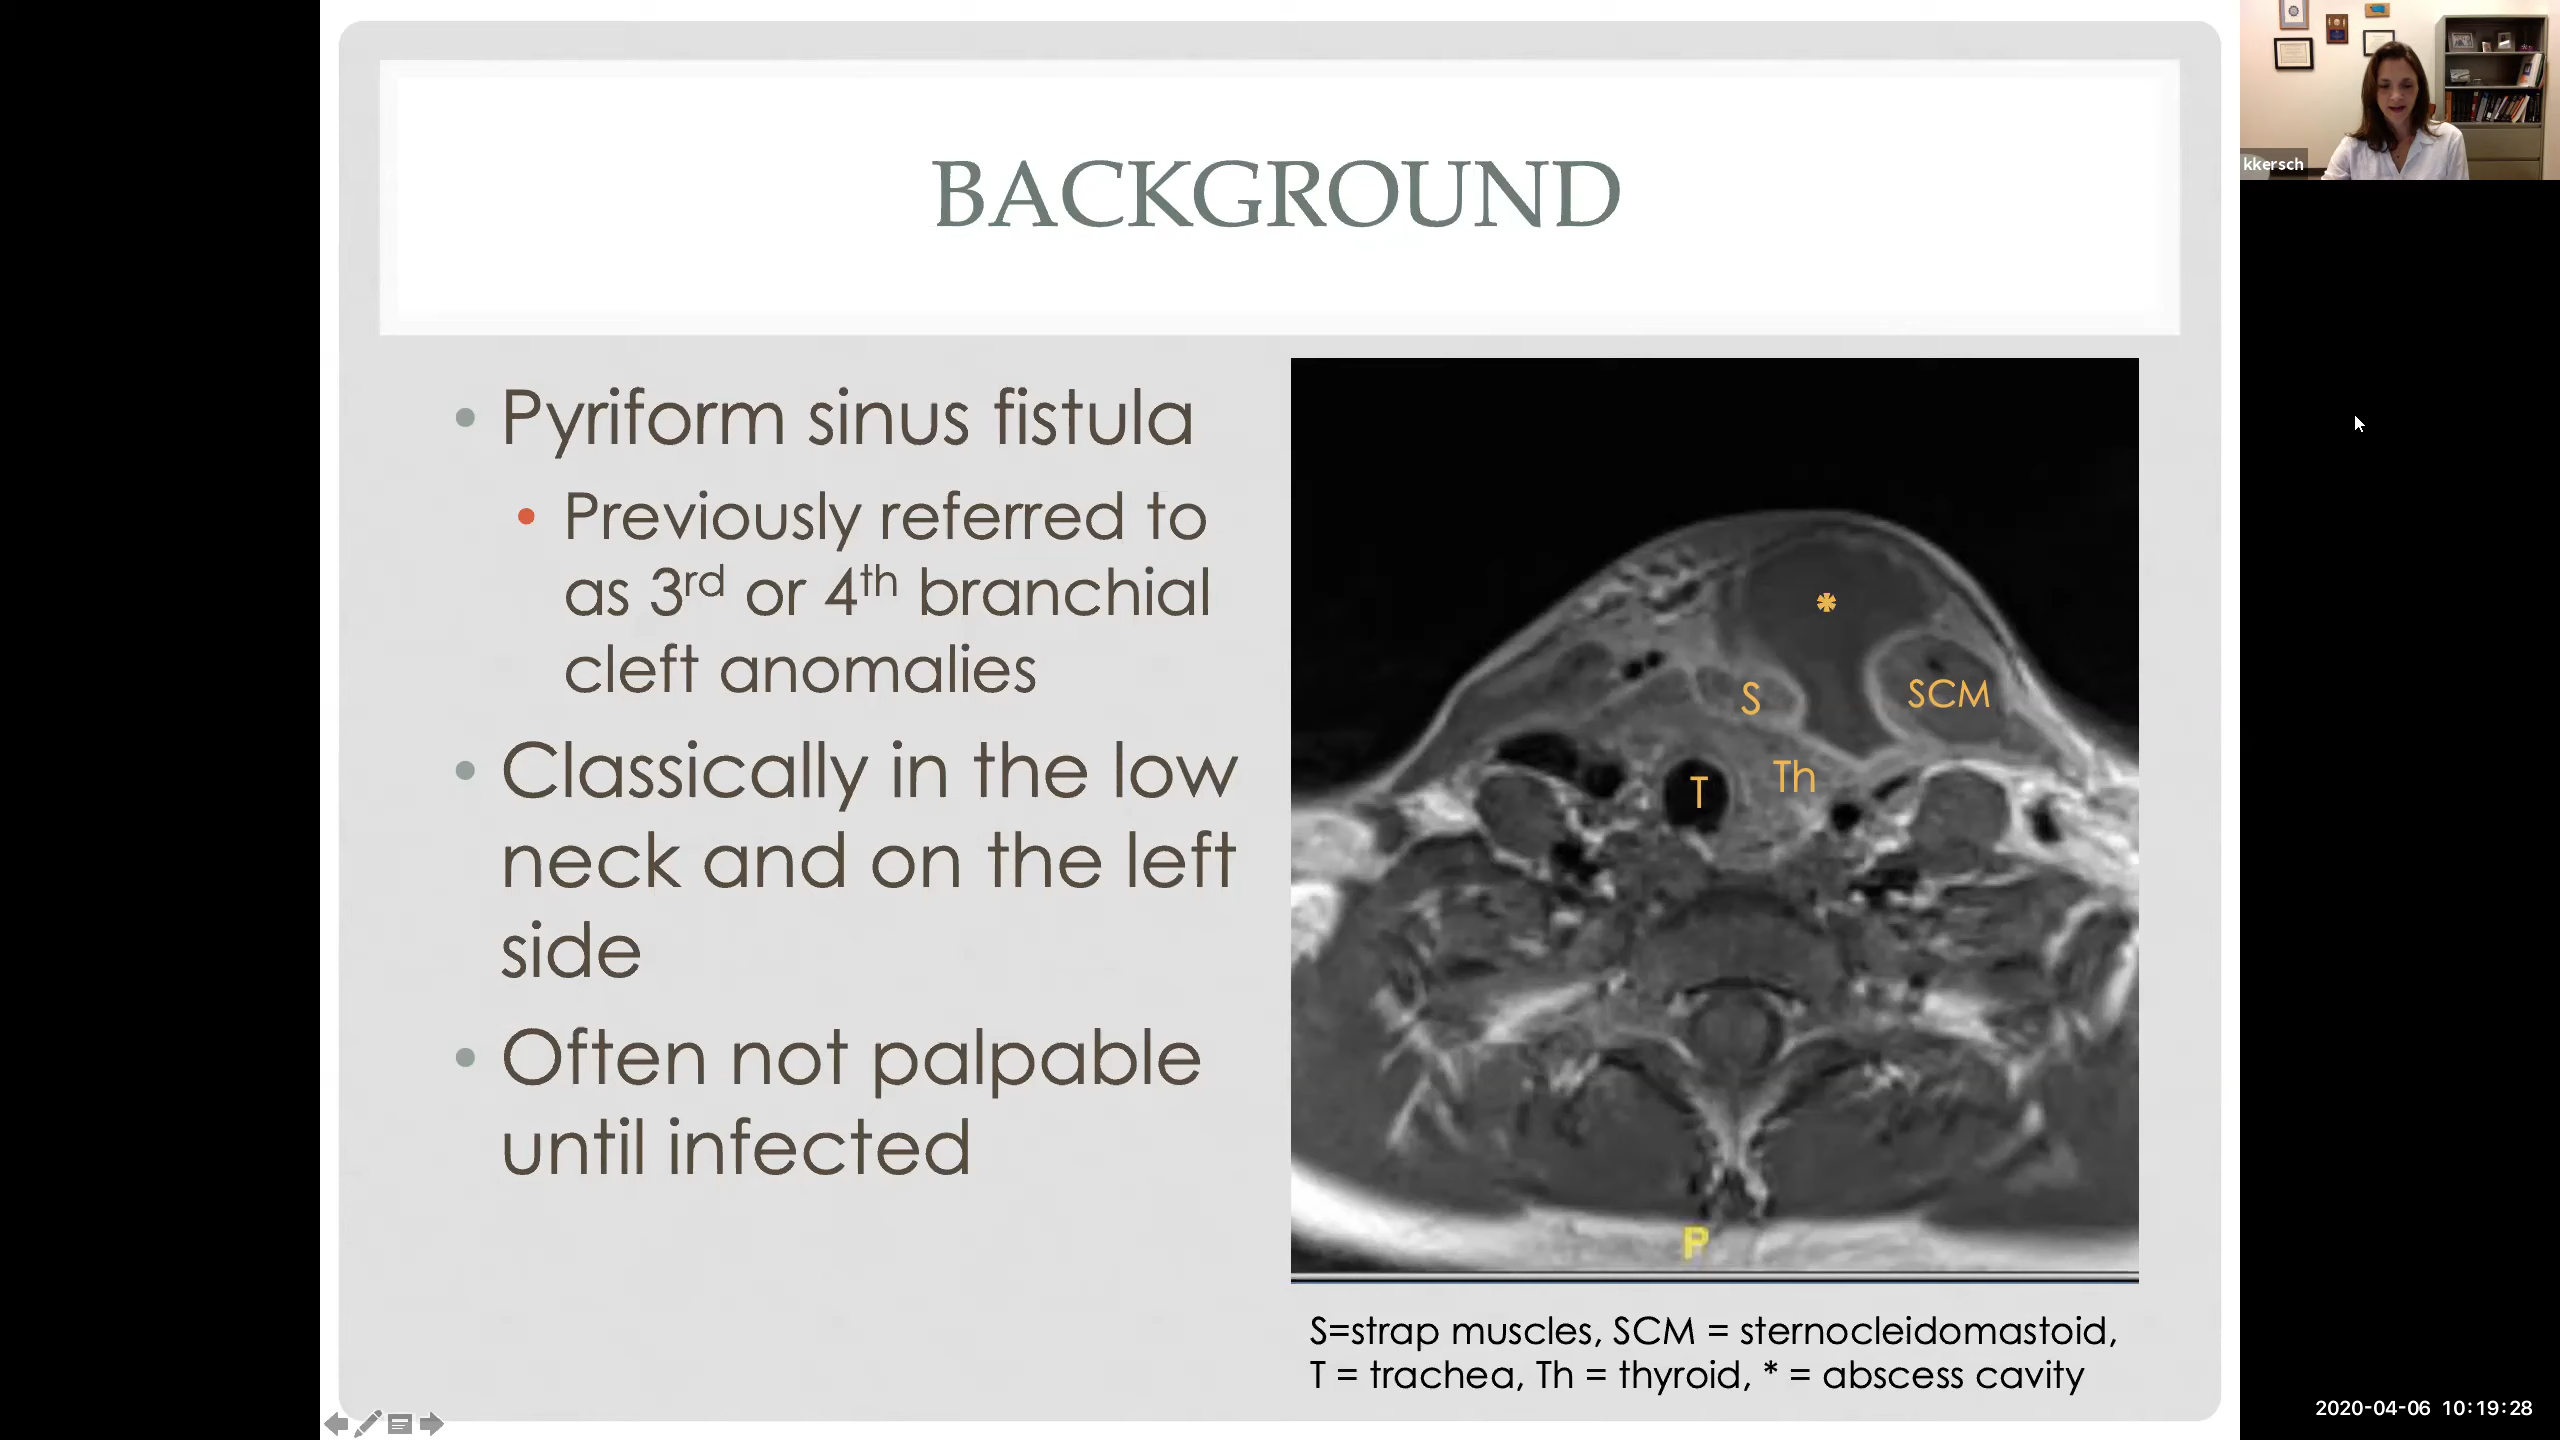 BACKGROUND
• Pyriform sinus fistula
• Previously referred to
as 3rd or 4th branchial
cleft anomalies
• Classically in the low
neck and on the left
side
• Often not palpable
until infected
*
S
SCM
T
Th
P
S=strap muscles, SCM = sternocleidomastoid,
T = trachea, Th = thyroid, * = abscess cavity
kkersch
2020-04-06 10:19:28